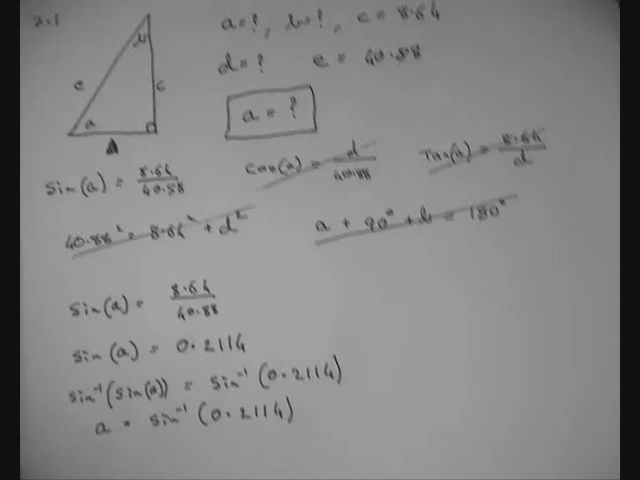 2.1
a=?, b=?, c = 8.64
d=? e = 40.88
a = ?
b
e
c
a
d
sin(a) = 8.64/40.88
cos(a) = d/40.88
Tan(a) = 8.64/d
40.88² = 8.64² + d²
a + 90° + b = 180°
sin(a) = 8.64/40.88
sin(a) = 0.2114
sin⁻¹(sin(a)) = sin⁻¹(0.2114)
a = sin⁻¹(0.2114)